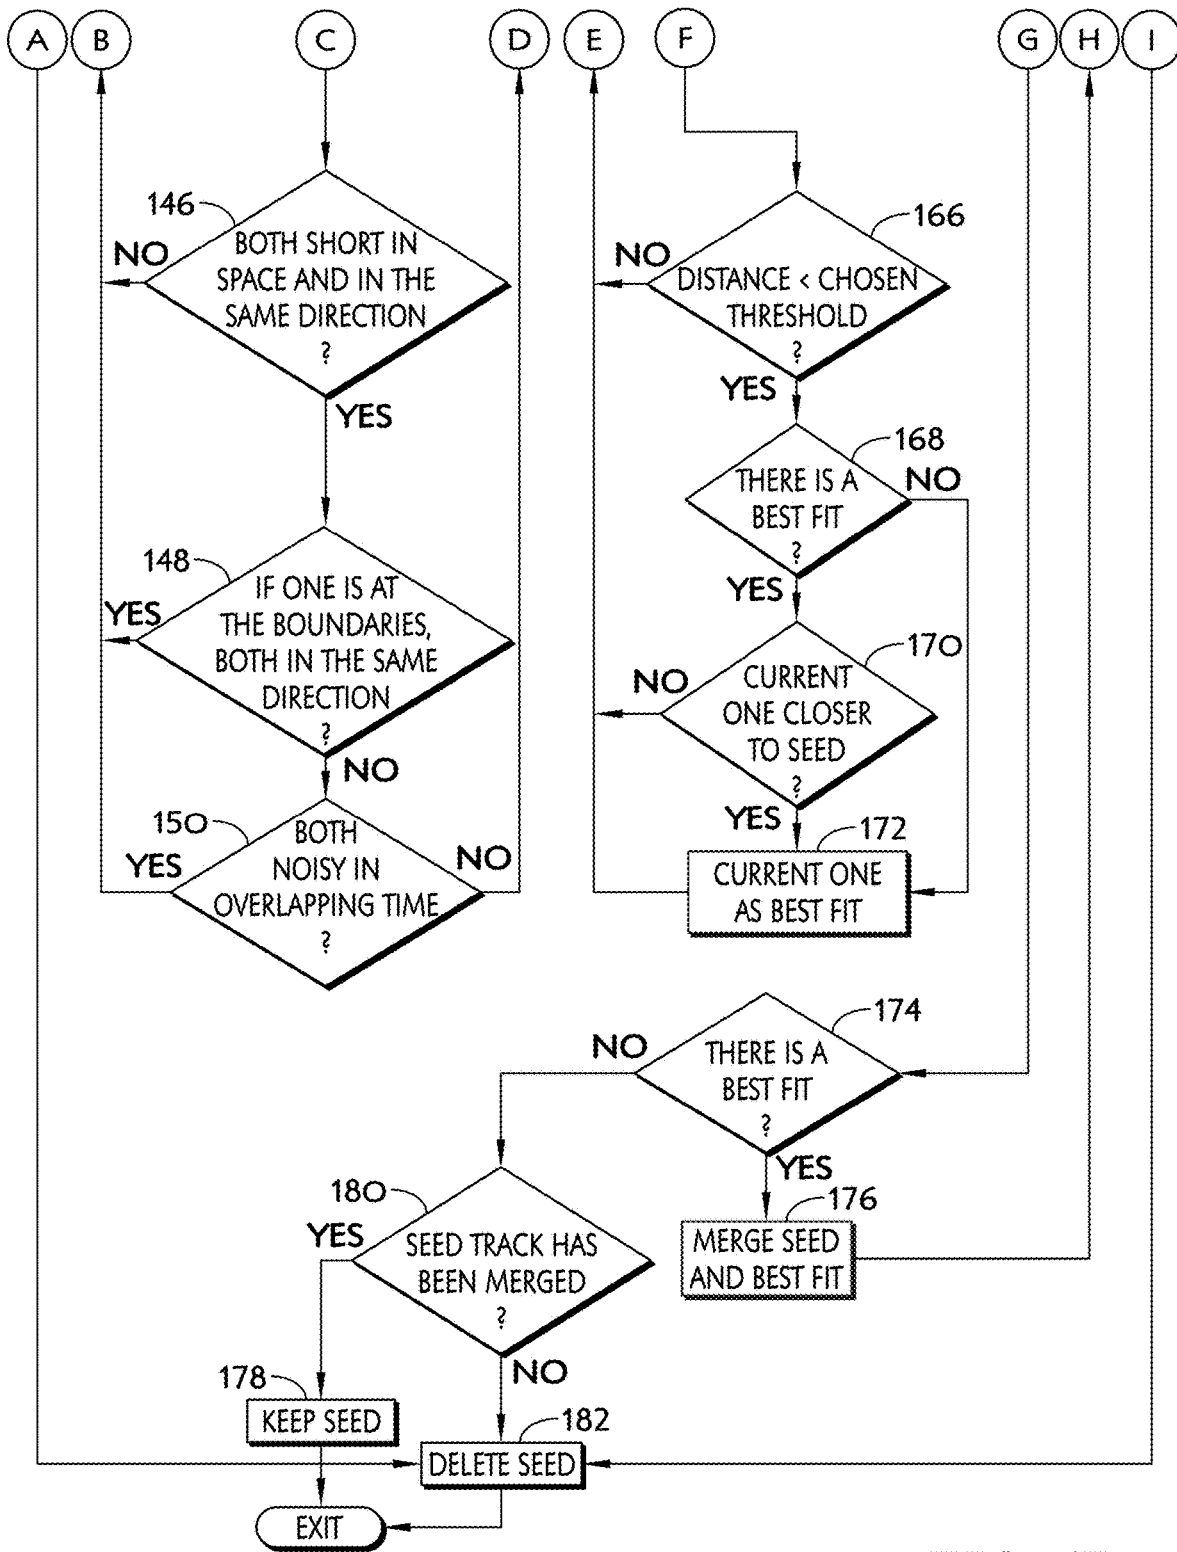 A B C D E F G H I
146
BOTH SHORT IN
SPACE AND IN THE
SAME DIRECTION
?
NO
YES
148
IF ONE IS AT
THE BOUNDARIES,
BOTH IN THE SAME
DIRECTION
?
YES
NO
150
BOTH
NOISY IN
OVERLAPPING TIME
?
YES
NO
166
DISTANCE < CHOSEN
THRESHOLD
?
NO
YES
168
THERE IS A
BEST FIT
?
NO
YES
170
CURRENT
ONE CLOSER
TO SEED
?
NO
YES
172
CURRENT ONE
AS BEST FIT
174
THERE IS A
BEST FIT
?
NO
YES
176
MERGE SEED
AND BEST FIT
180
SEED TRACK HAS
BEEN MERGED
?
YES
NO
178
KEEP SEED
182
DELETE SEED
EXIT